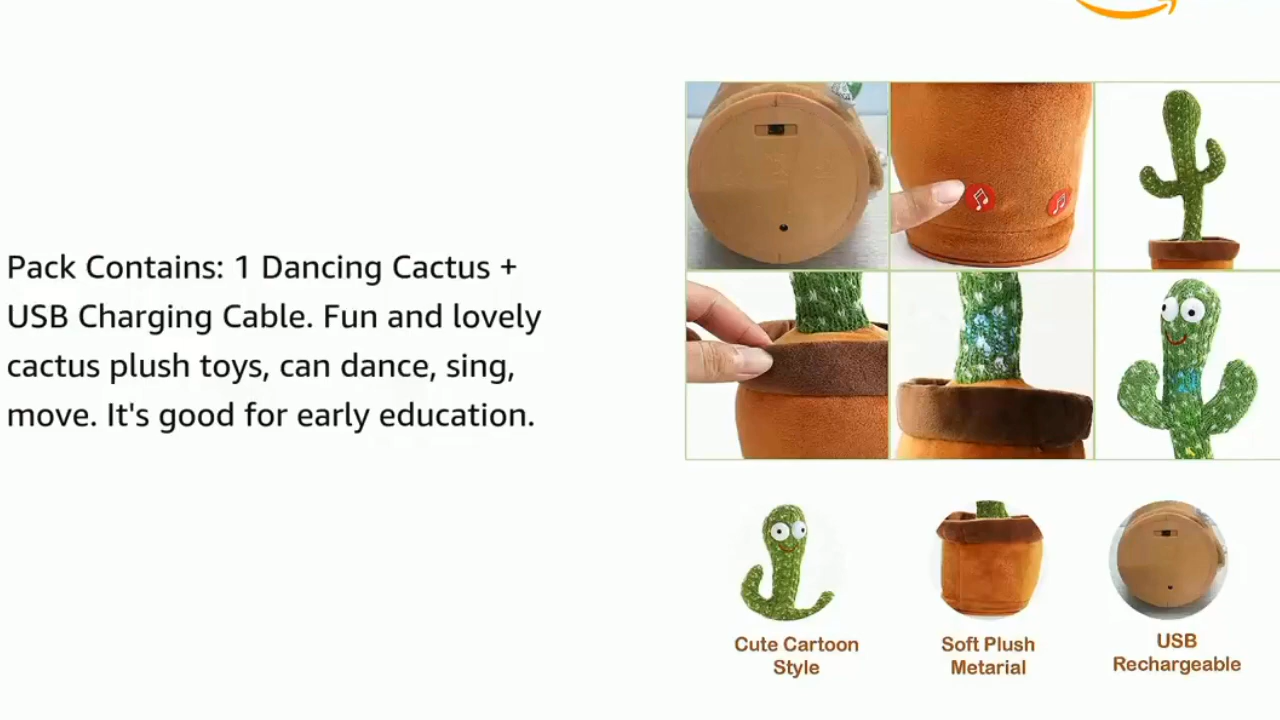 Pack Contains: 1 Dancing Cactus +
USB Charging Cable. Fun and lovely
cactus plush toys, can dance, sing,
move. It's good for early education.
Cute Cartoon
Style
Soft Plush
Metarial
USB
Rechargeable